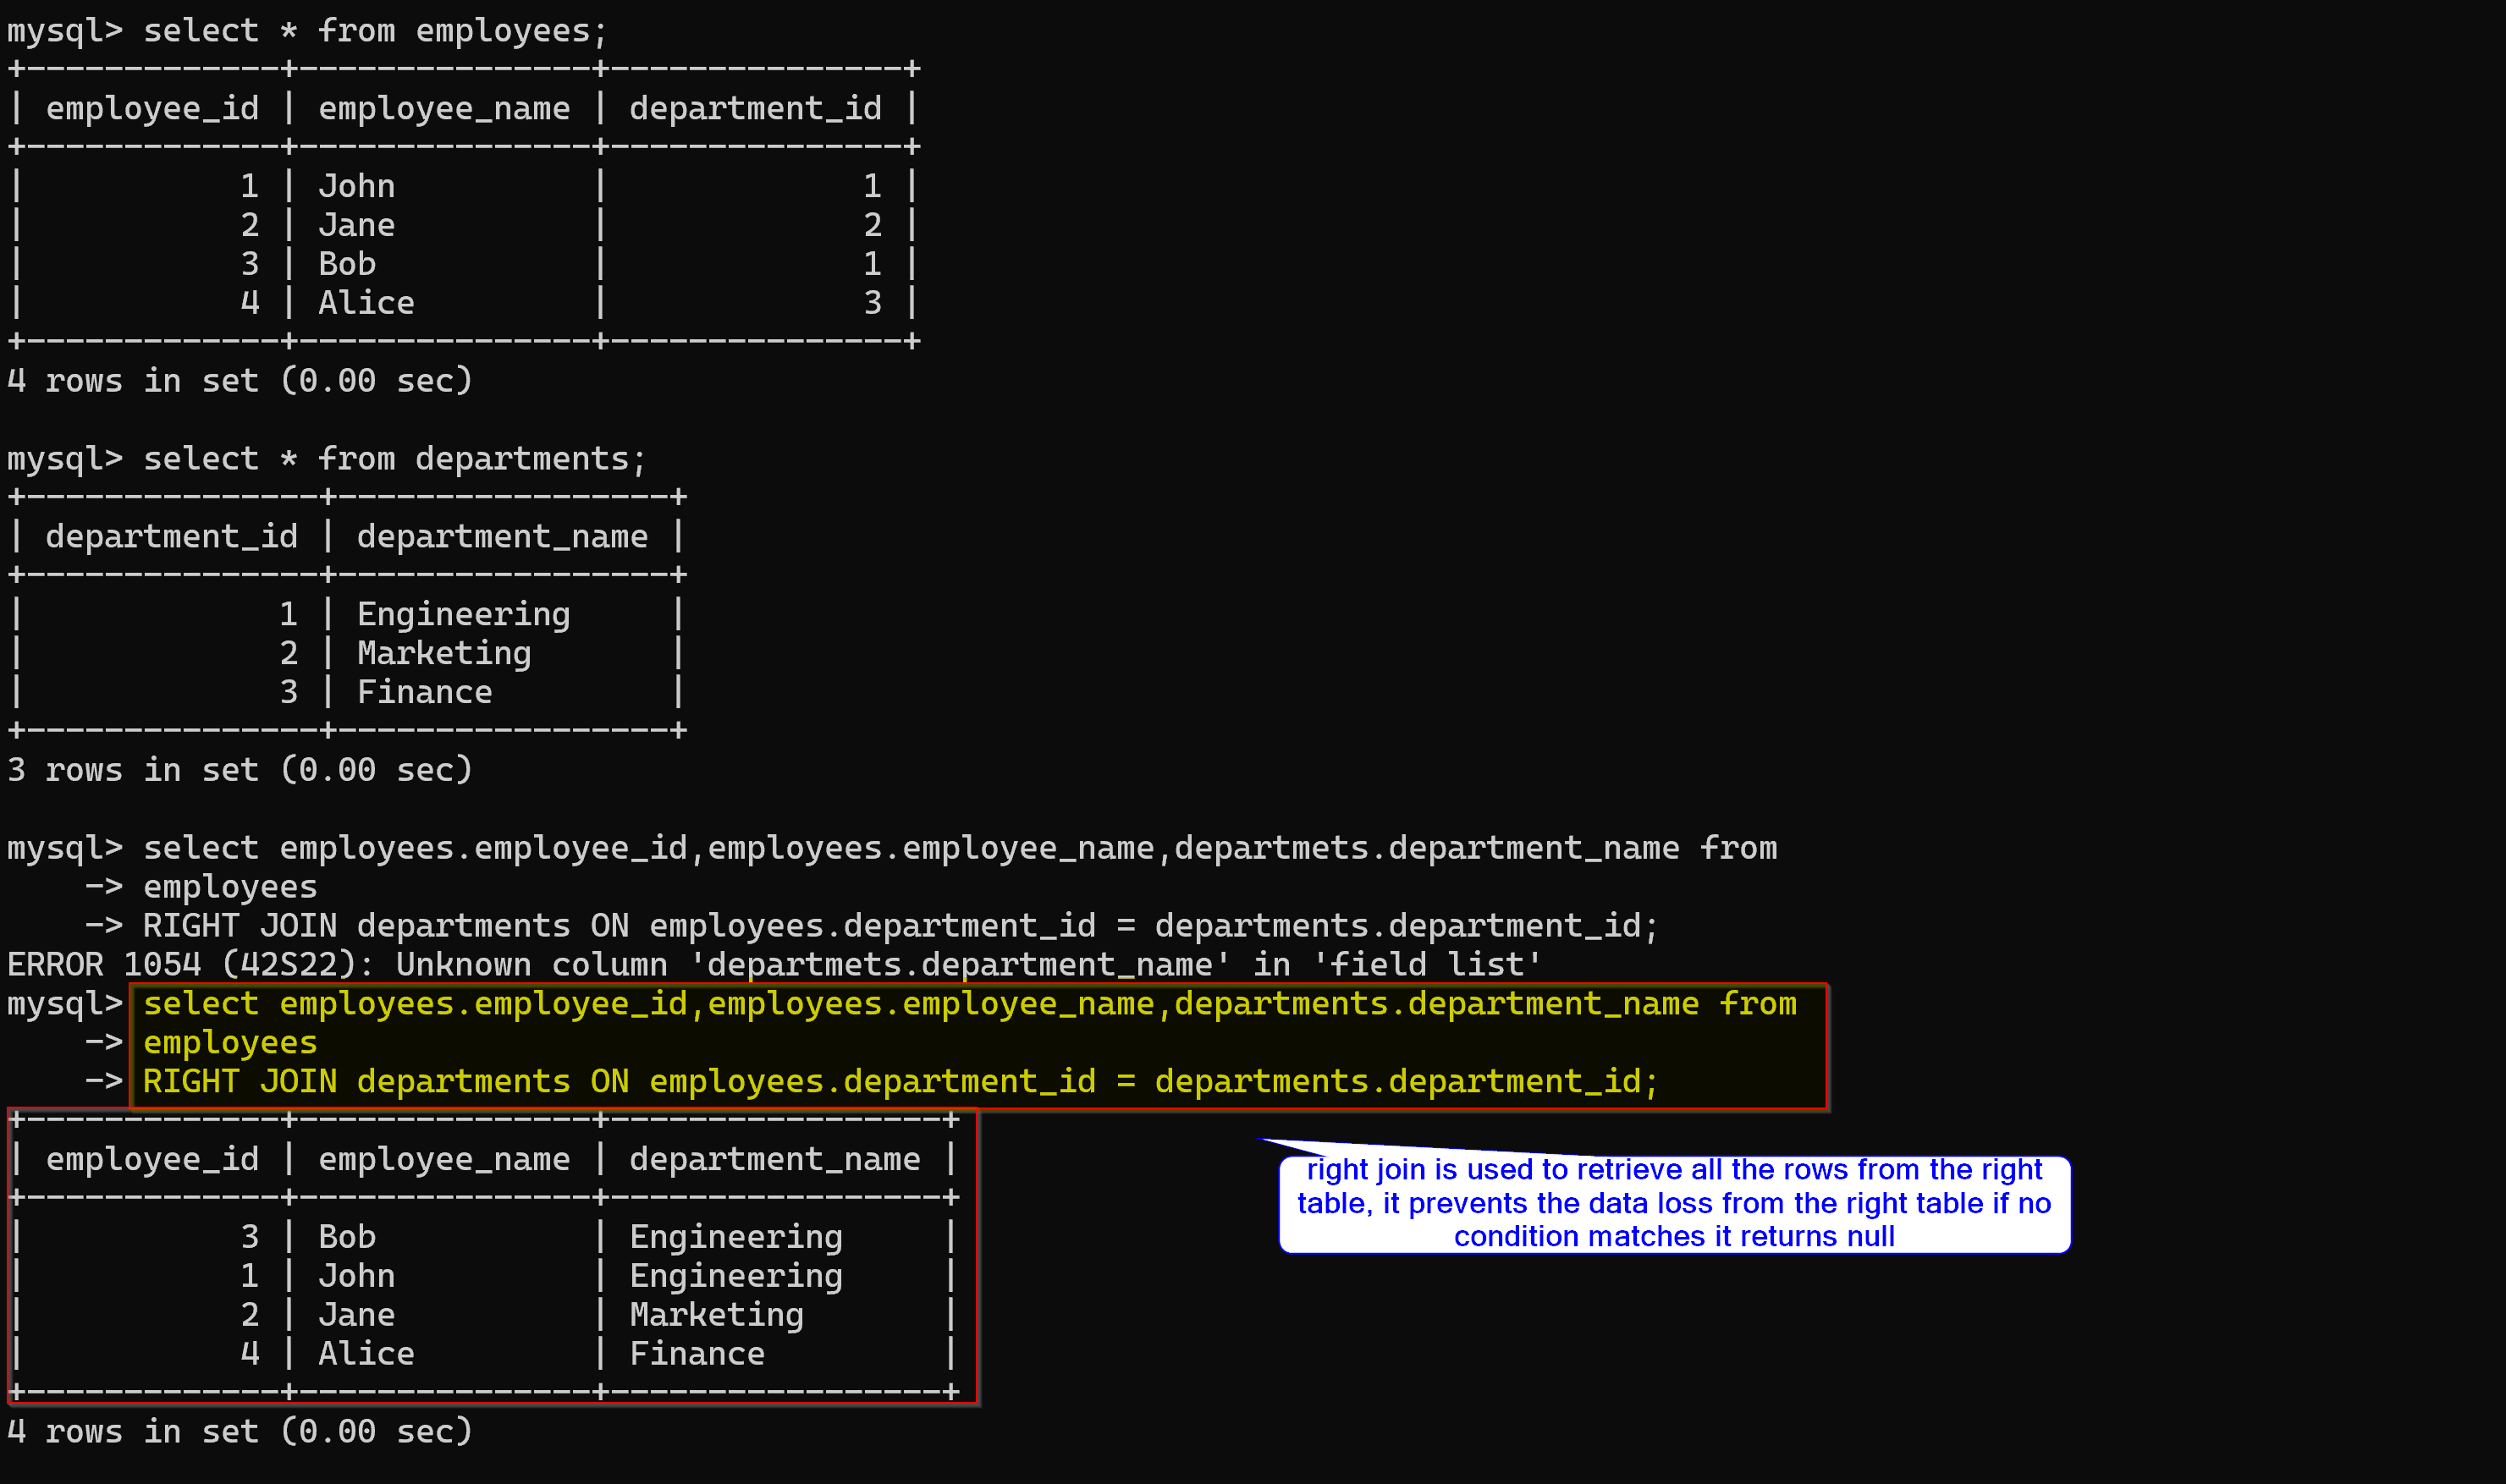 mysql> select * from employees;
+-------------+---------------+---------------+
| employee_id | employee_name | department_id |
+-------------+---------------+---------------+
|           1 | John          |             1 |
|           2 | Jane          |             2 |
|           3 | Bob           |             1 |
|           4 | Alice         |             3 |
+-------------+---------------+---------------+
4 rows in set (0.00 sec)
mysql> select * from departments;
+---------------+-----------------+
| department_id | department_name |
+---------------+-----------------+
|             1 | Engineering     |
|             2 | Marketing       |
|             3 | Finance         |
+---------------+-----------------+
3 rows in set (0.00 sec)
mysql> select employees.employee_id,employees.employee_name,departmets.department_name from
    -> employees
    -> RIGHT JOIN departments ON employees.department_id = departments.department_id;
ERROR 1054 (42S22): Unknown column 'departmets.department_name' in 'field list'
mysql> select employees.employee_id,employees.employee_name,departments.department_name from
    -> employees
    -> RIGHT JOIN departments ON employees.department_id = departments.department_id;
+-------------+---------------+-----------------+
| employee_id | employee_name | department_name |
+-------------+---------------+-----------------+
|           3 | Bob           | Engineering     |
|           1 | John          | Engineering     |
|           2 | Jane          | Marketing       |
|           4 | Alice         | Finance         |
+-------------+---------------+-----------------+
4 rows in set (0.00 sec)
right join is used to retrieve all the rows from the right
table, it prevents the data loss from the right table if no
condition matches it returns null